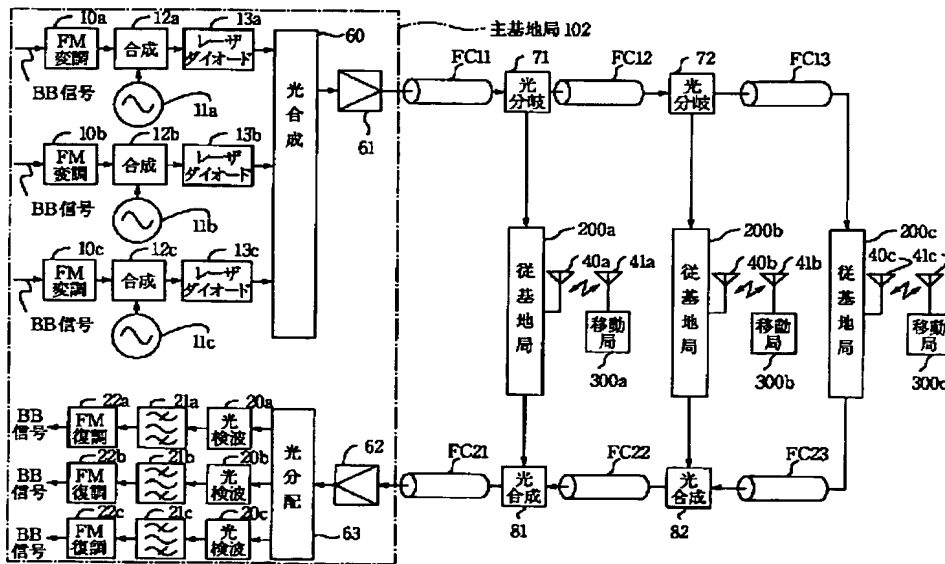 主基地局102
10a
12a
13a
60
FM
変調
合成
レーザ
ダイオード
BB信号
11a
10b
12b
13b
FM
変調
合成
レーザ
ダイオード
BB信号
11b
10c
12c
13c
FM
変調
合成
レーザ
ダイオード
BB信号
11c
光合成
61
FC11
71
光分岐
FC12
72
光分岐
FC13
200a
従基地局
40a
41a
移動局
300a
200b
従基地局
40b
41b
移動局
300b
200c
従基地局
40c
41c
移動局
300c
22a
21a
20a
BB
信号
FM
復調
光
検波
22b
21b
20b
BB
信号
FM
復調
光
検波
22c
21c
20c
BB
信号
FM
復調
光
検波
光分配
63
62
FC21
光合成
81
FC22
光合成
82
FC23